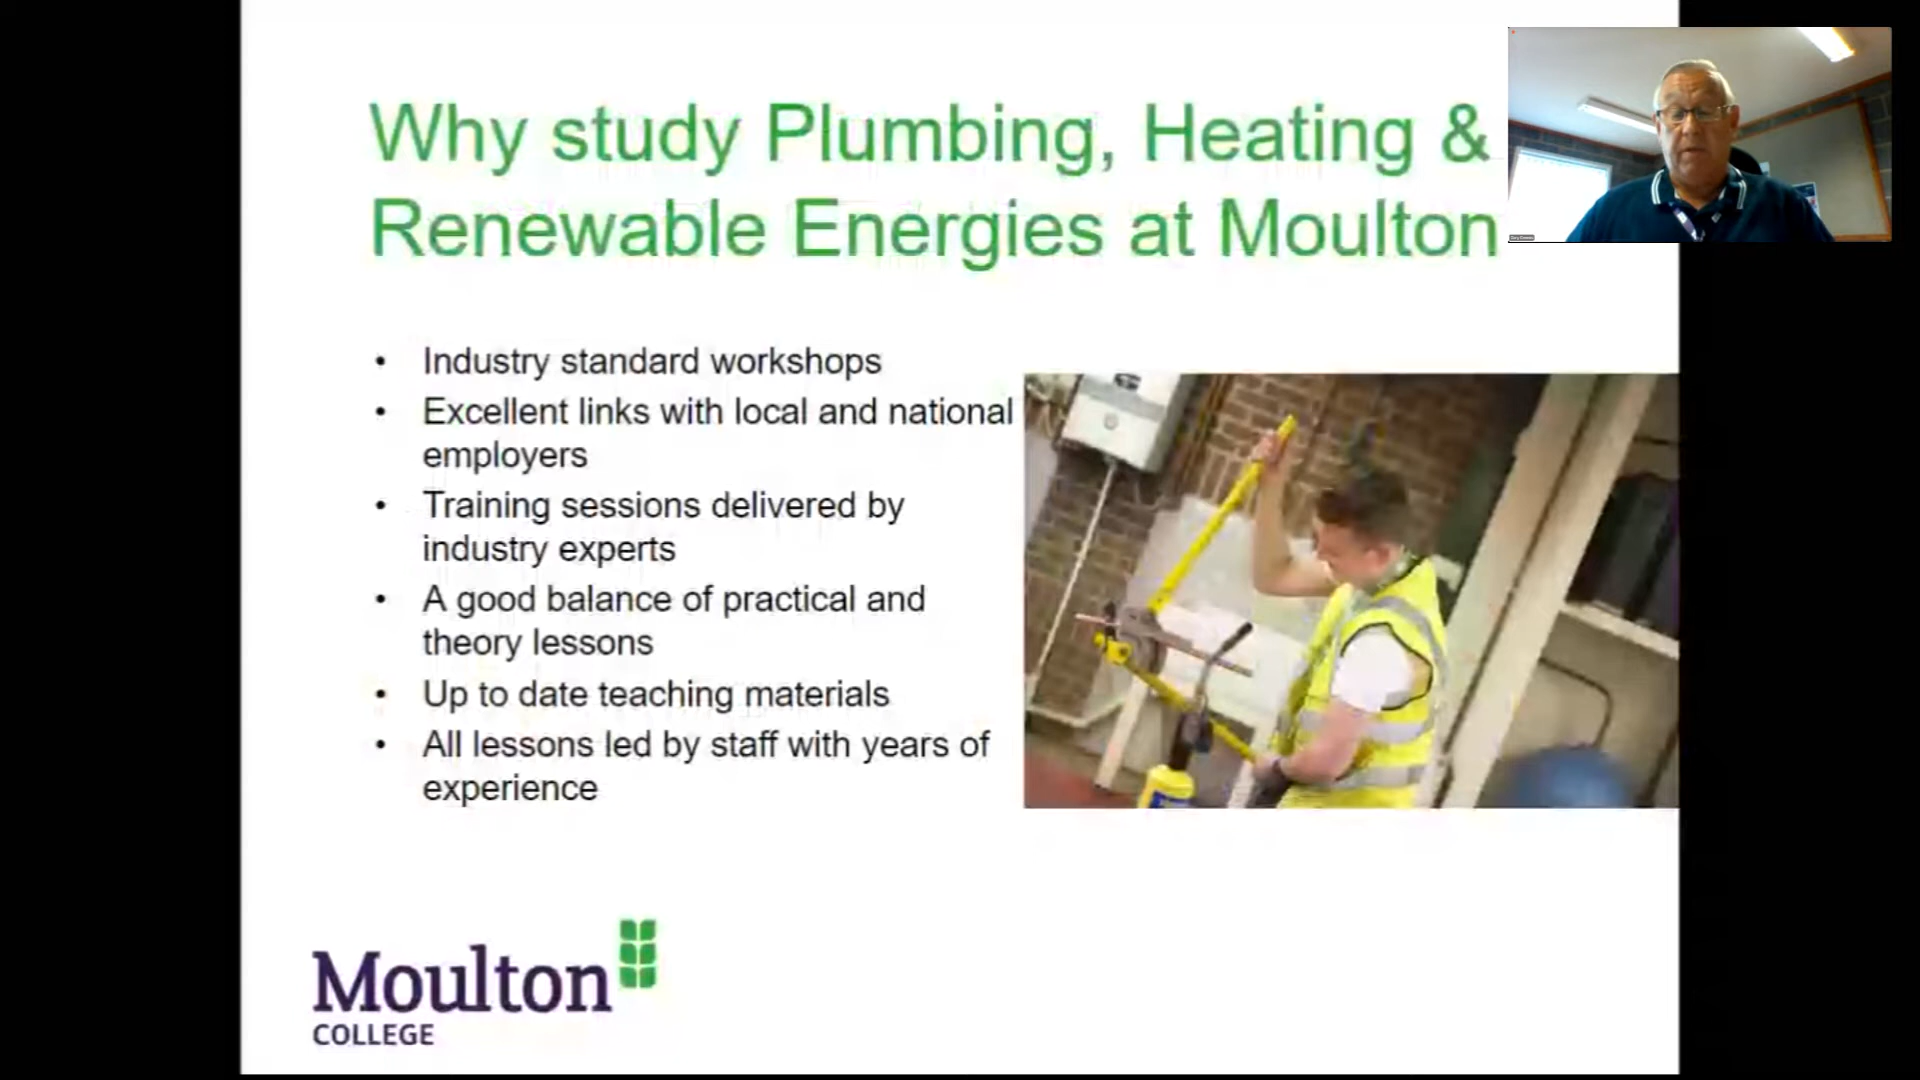 Why study Plumbing, Heating &
Renewable Energies at Moulton
• Industry standard workshops
• Excellent links with local and national
employers
• Training sessions delivered by
industry experts
• A good balance of practical and
theory lessons
• Up to date teaching materials
• All lessons led by staff with years of
experience
Moulton
COLLEGE